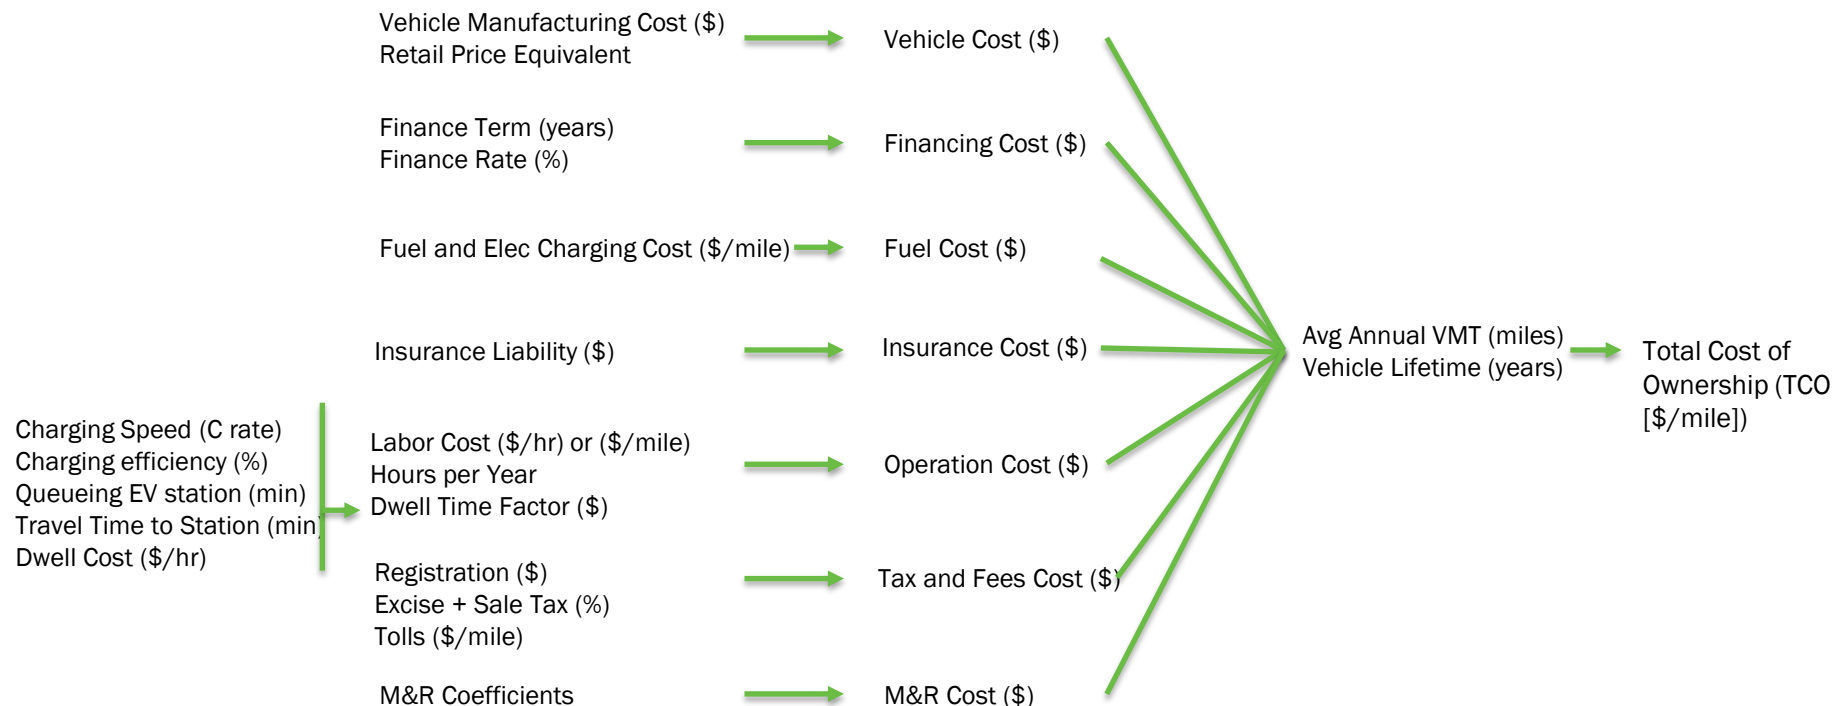 Vehicle Manufacturing Cost ($)
Retail Price Equivalent
Vehicle Cost ($)
Finance Term (years)
Finance Rate (%)
Financing Cost ($)
Fuel and Elec Charging Cost ($/mile)
Fuel Cost ($)
Insurance Liability ($)
Insurance Cost ($)
Avg Annual VMT (miles)
Vehicle Lifetime (years)
Total Cost of
Ownership (TCO
[$/mile])
Charging Speed (C rate)
Charging efficiency (%)
Queueing EV station (min)
Travel Time to Station (min)
Dwell Cost ($/hr)
Labor Cost ($/hr) or ($/mile)
Hours per Year
Dwell Time Factor ($)
Operation Cost ($)
Registration ($)
Excise + Sale Tax (%)
Tolls ($/mile)
Tax and Fees Cost ($)
M&R Coefficients
M&R Cost ($)